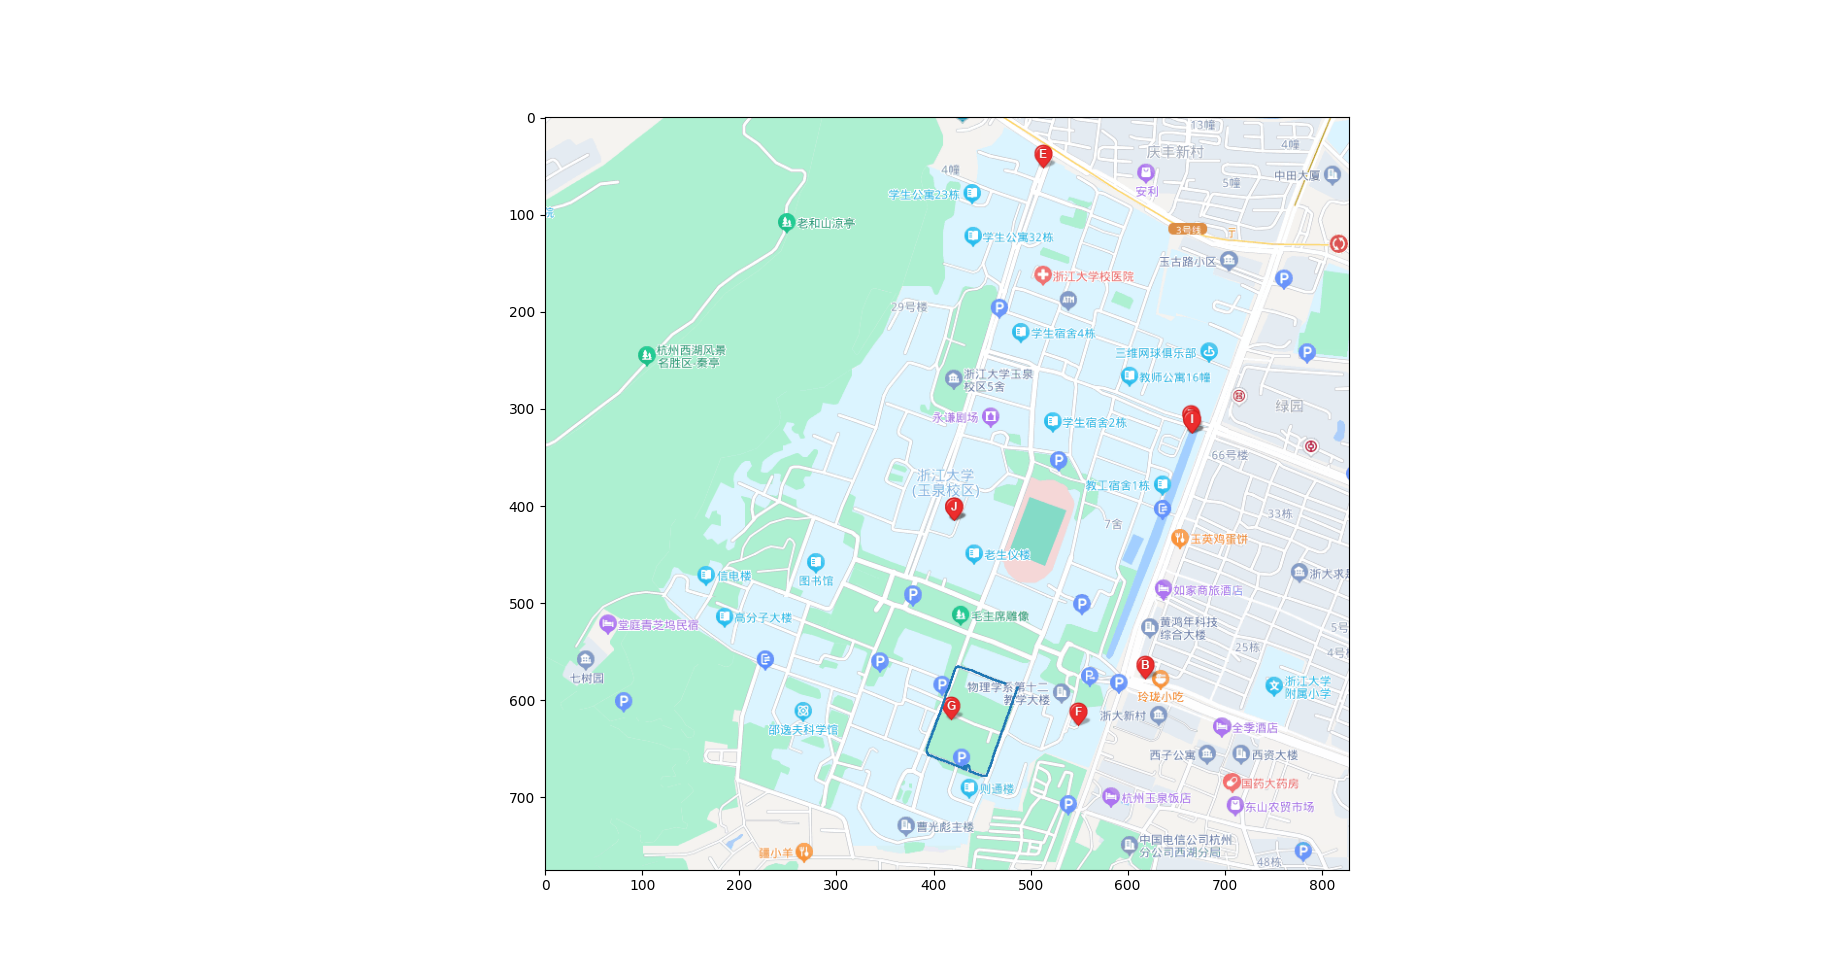 0
100
200
300
400
500
600
700
0
100
200
300
400
500
600
700
800
13幢
庆丰新村
4幢
E
4幢
安利
5幢
中田大厦
学生公寓23栋
老和山凉亭
学生公寓32栋
3号线
玉古路小区
浙江大学校医院
ATM
29号楼
P
学生宿舍4栋
杭州西湖风景
名胜区-秦亭
三维网球俱乐部
浙江大学玉泉
校区5舍
教师公寓16幢
绿园
永谦剧场
学生宿舍2栋
I
66号楼
浙江大学
(玉泉校区)
教工宿舍1栋
J
7舍
33栋
玉英鸡蛋饼
老生仪楼
信电楼
图书馆
浙大求是
如家商旅酒店
高分子大楼
毛主席雕像
堂庭青芝坞民宿
黄鸿年科技
综合大楼
5号
25栋
4号
B
七树园
物理学系第十二
教学大楼
浙江大学
附属小学
玲珑小吃
G
F
浙大新村
邵逸夫科学馆
全季酒店
西子公寓
西资大楼
则通楼
国药大药房
杭州玉泉饭店
东山农贸市场
曹光彪主楼
中国电信公司杭州
分公司西湖分局
疆小羊
48栋